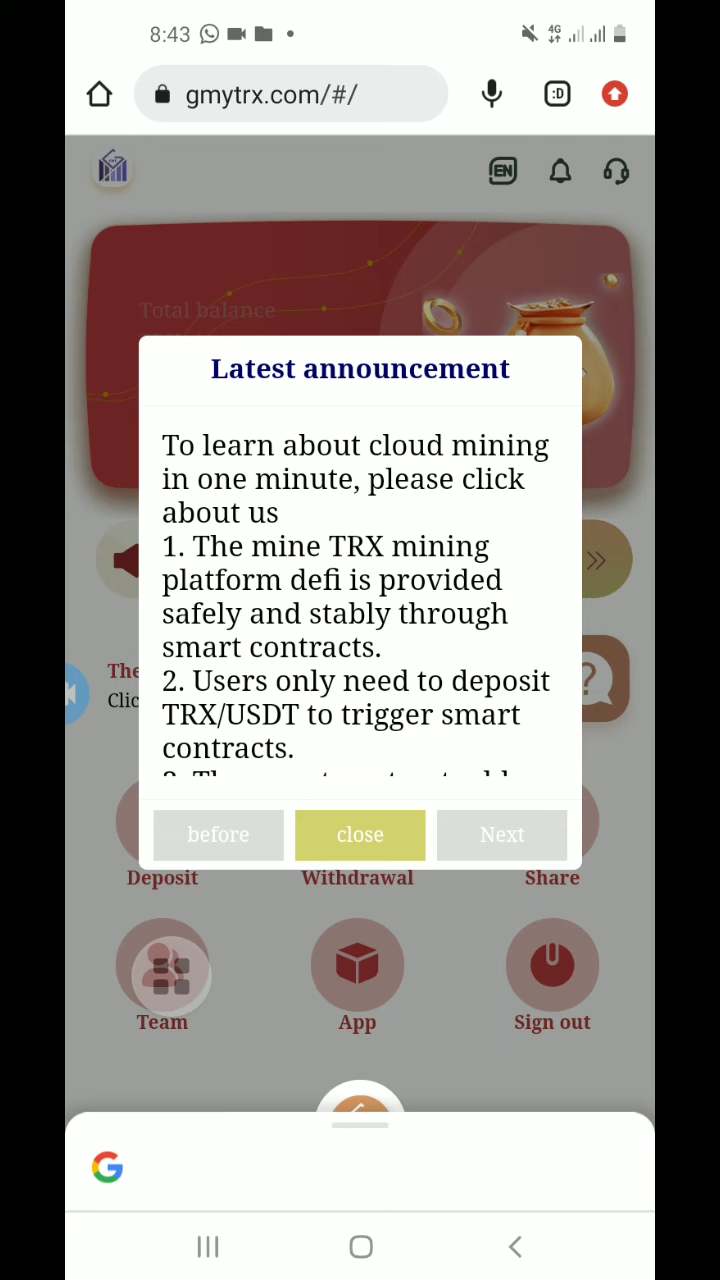 8:43
4G
gmytrx.com/#/
:D
EN
Total balance
Latest announcement
To learn about cloud mining
in one minute, please click
about us
1. The mine TRX mining
platform defi is provided
safely and stably through
smart contracts.
2. Users only need to deposit
TRX/USDT to trigger smart
contracts.
The
Clic
?
before
close
Next
Deposit
Withdrawal
Share
Team
App
Sign out